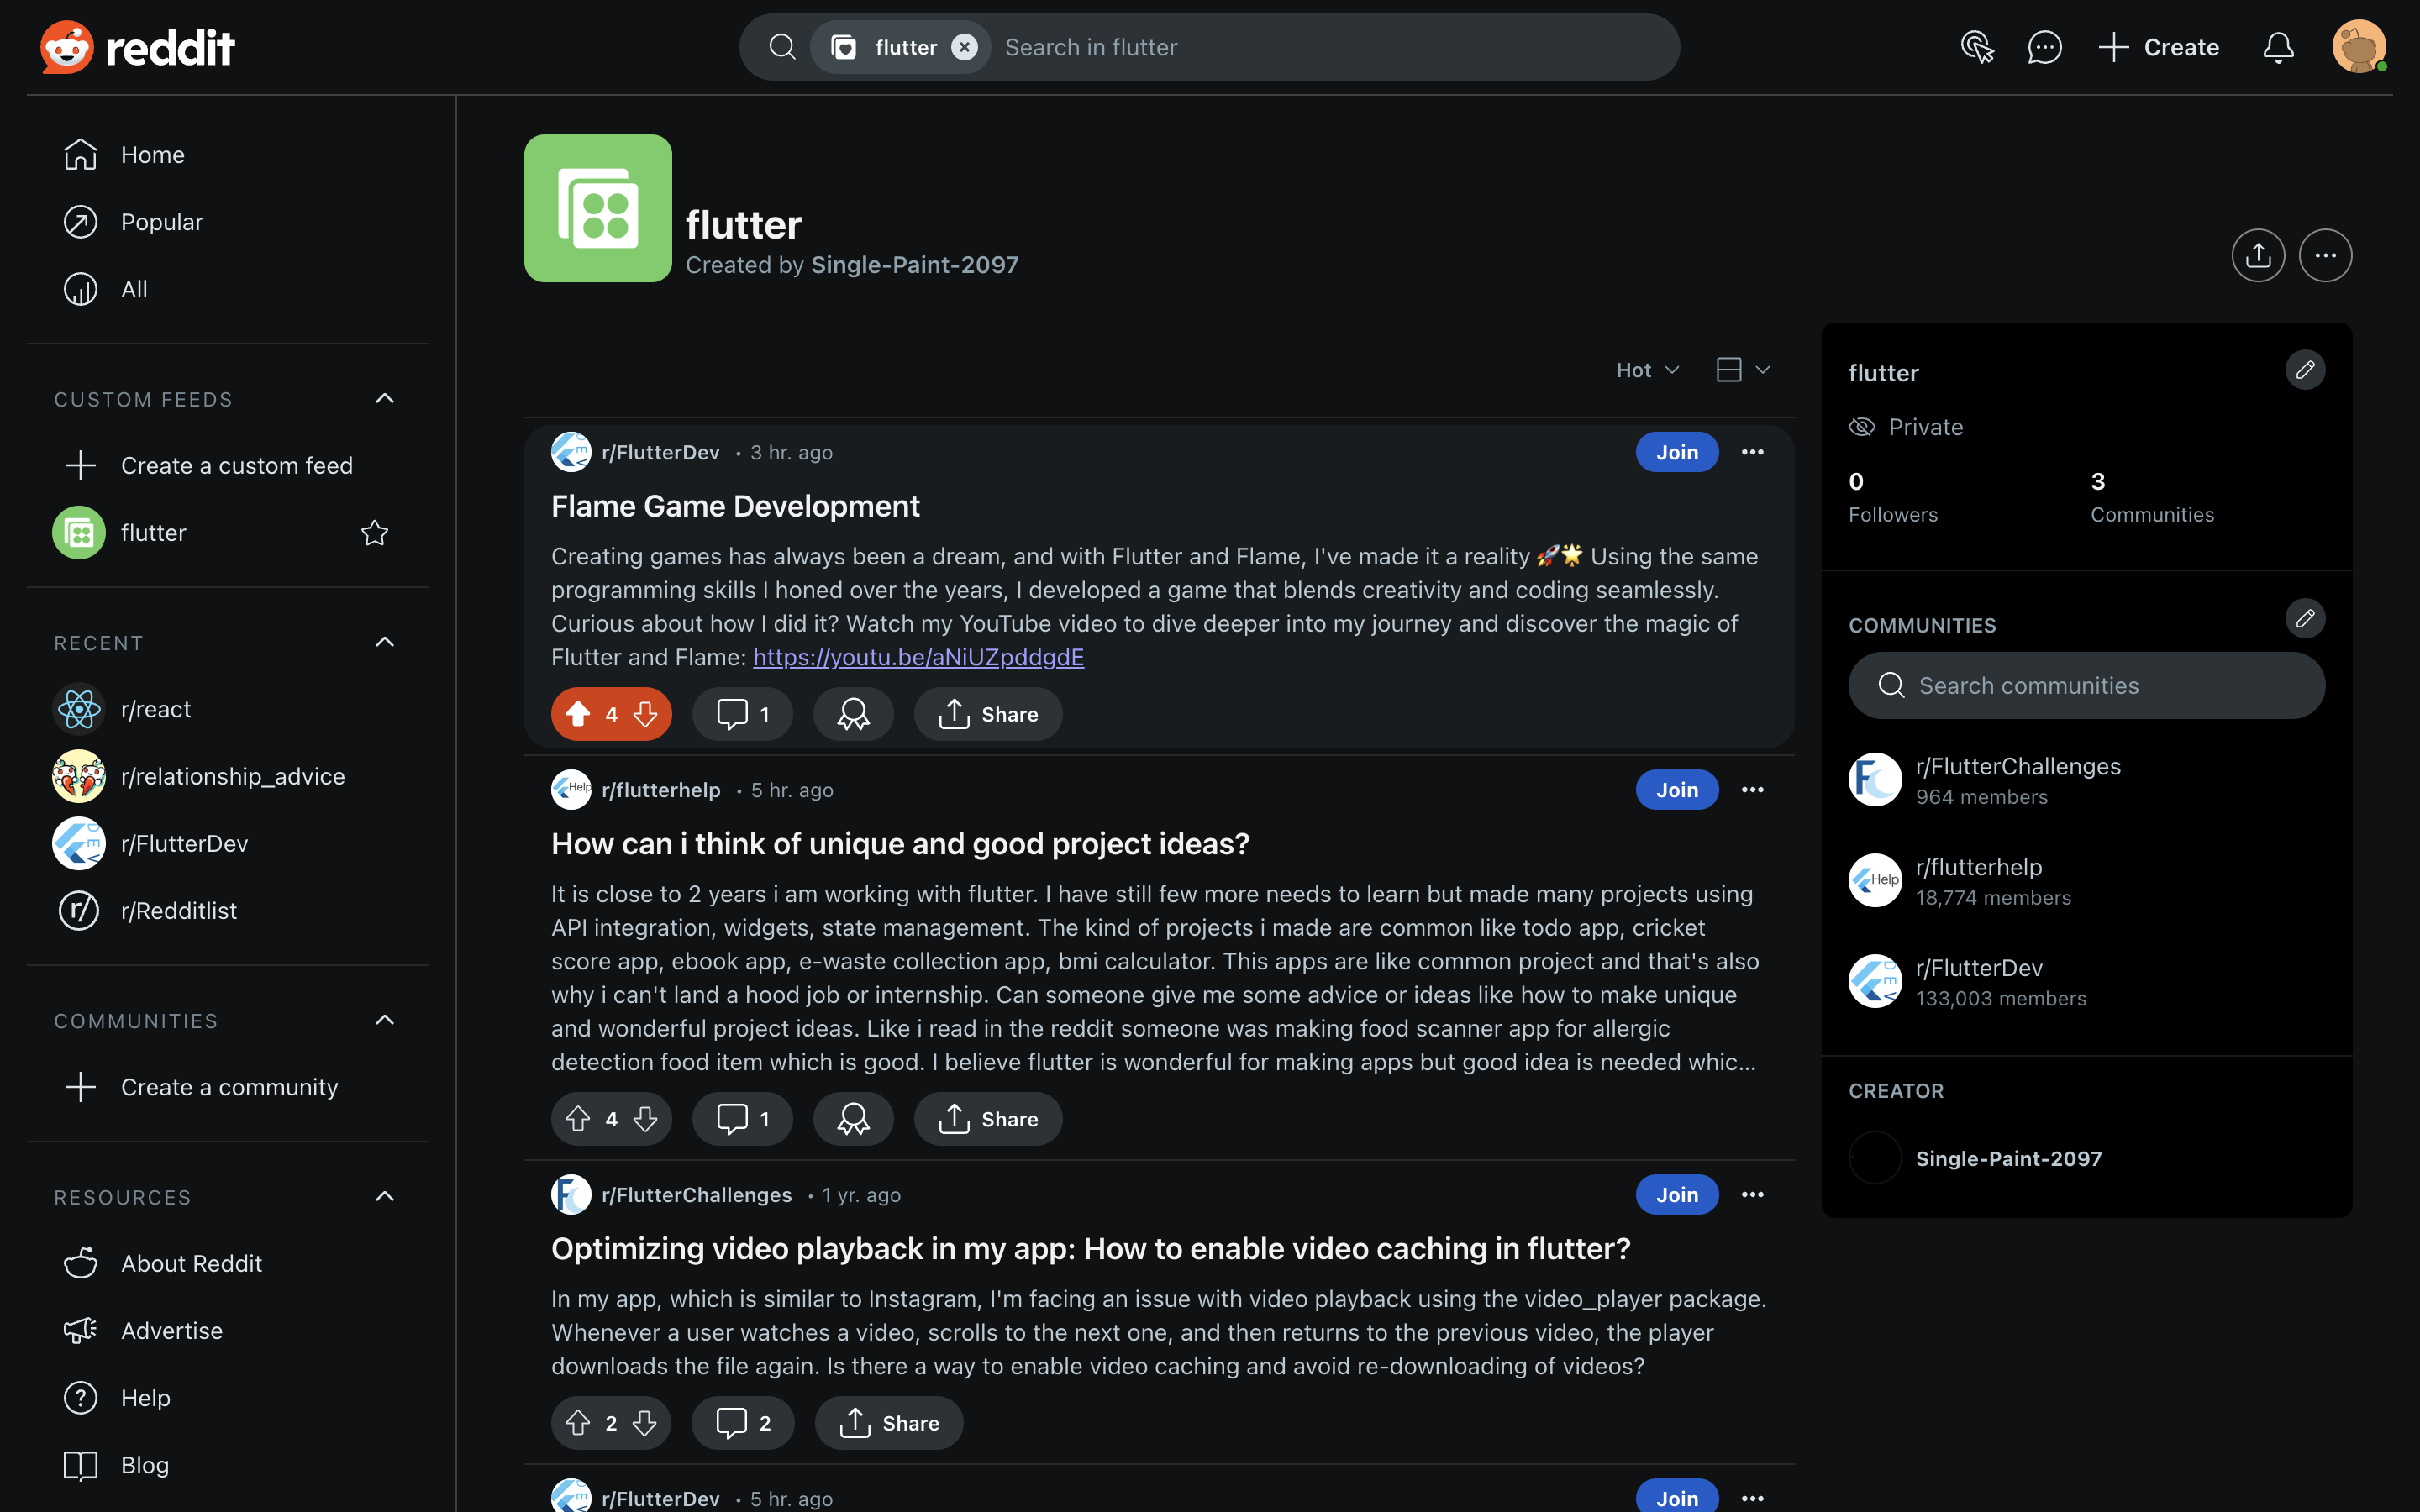 reddit
flutter
Search in flutter
Create
Home
Popular
All
CUSTOM FEEDS
Create a custom feed
flutter
RECENT
r/react
r/relationship_advice
r/FlutterDev
r/Redditlist
COMMUNITIES
Create a community
RESOURCES
About Reddit
Advertise
Help
Blog
flutter
Created by Single-Paint-2097
Hot
r/FlutterDev • 3 hr. ago
Join
Flame Game Development
Creating games has always been a dream, and with Flutter and Flame, I've made it a reality 🚀🌟 Using the same
programming skills I honed over the years, I developed a game that blends creativity and coding seamlessly.
Curious about how I did it? Watch my YouTube video to dive deeper into my journey and discover the magic of
Flutter and Flame: https://youtu.be/aNiUZpddgdE
4 1 Share
r/flutterhelp • 5 hr. ago
Join
How can i think of unique and good project ideas?
It is close to 2 years i am working with flutter. I have still few more needs to learn but made many projects using
API integration, widgets, state management. The kind of projects i made are common like todo app, cricket
score app, ebook app, e-waste collection app, bmi calculator. This apps are like common project and that's also
why i can't land a hood job or internship. Can someone give me some advice or ideas like how to make unique
and wonderful project ideas. Like i read in the reddit someone was making food scanner app for allergic
detection food item which is good. I believe flutter is wonderful for making apps but good idea is needed whic...
4 1 Share
r/FlutterChallenges • 1 yr. ago
Join
Optimizing video playback in my app: How to enable video caching in flutter?
In my app, which is similar to Instagram, I'm facing an issue with video playback using the video_player package.
Whenever a user watches a video, scrolls to the next one, and then returns to the previous video, the player
downloads the file again. Is there a way to enable video caching and avoid re-downloading of videos?
2 2 Share
r/FlutterDev • 5 hr. ago
Join
flutter
Private
0 3
Followers Communities
COMMUNITIES
Search communities
r/FlutterChallenges
964 members
Help
r/flutterhelp
18,774 members
r/FlutterDev
133,003 members
CREATOR
Single-Paint-2097